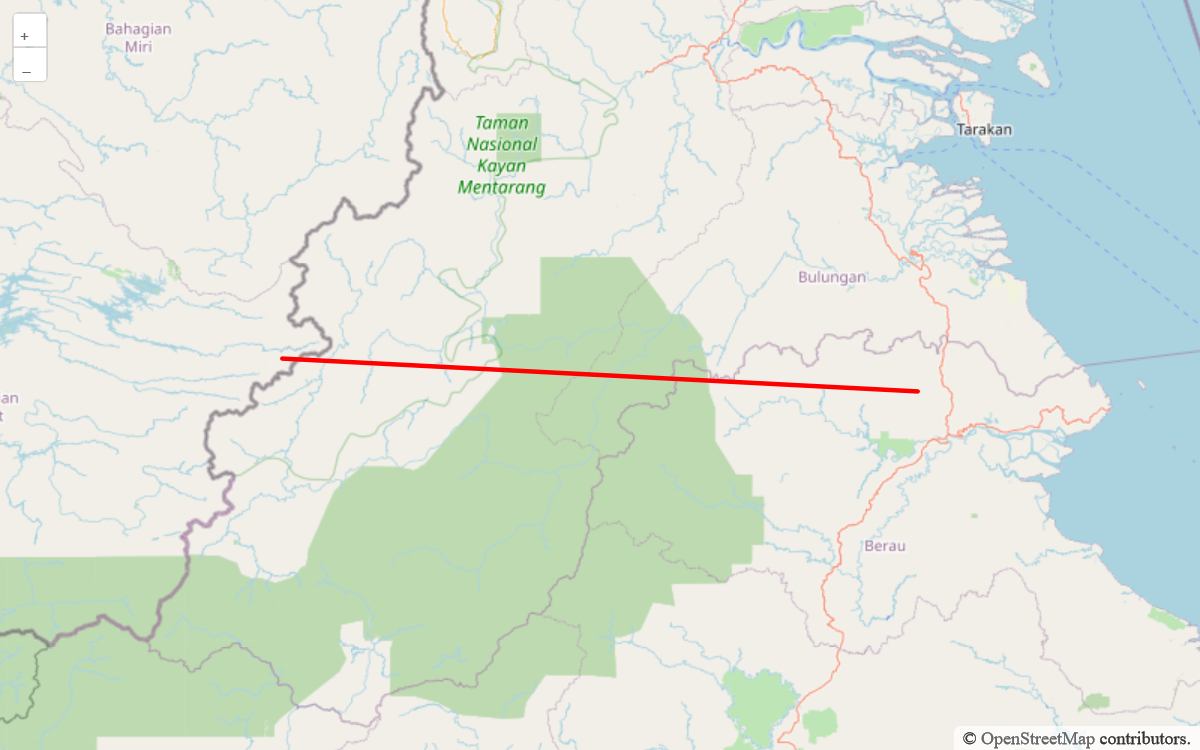 +
–
Bahagian
Miri
Taman
Nasional
Kayan
Mentarang
Tarakan
Bulungan
Berau
© OpenStreetMap contributors.